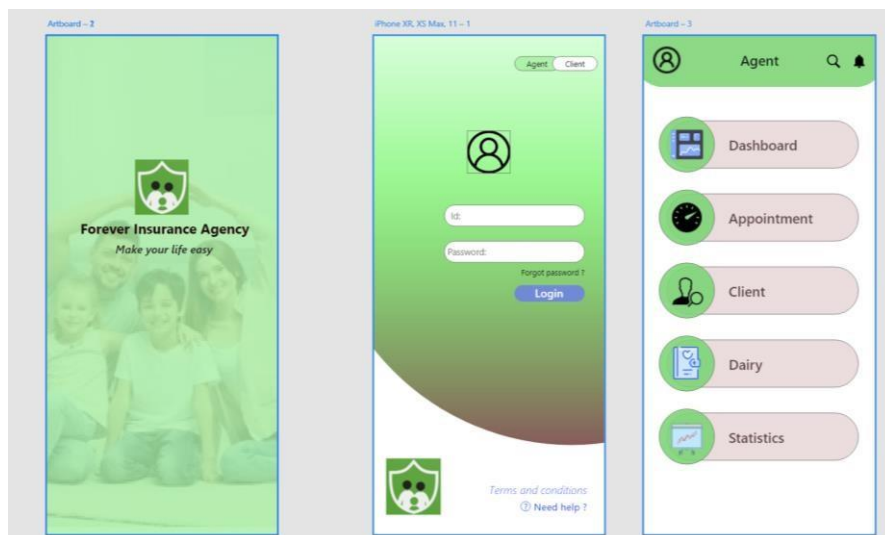 Artboard – 2
Forever Insurance Agency
Make your life easy
iPhone XR, XS Max, 11 – 1
Agent
Client
Id:
Password:
Forgot password ?
Login
Terms and conditions
? Need help ?
Artboard – 3
Agent
Dashboard
Appointment
Client
Dairy
Statistics